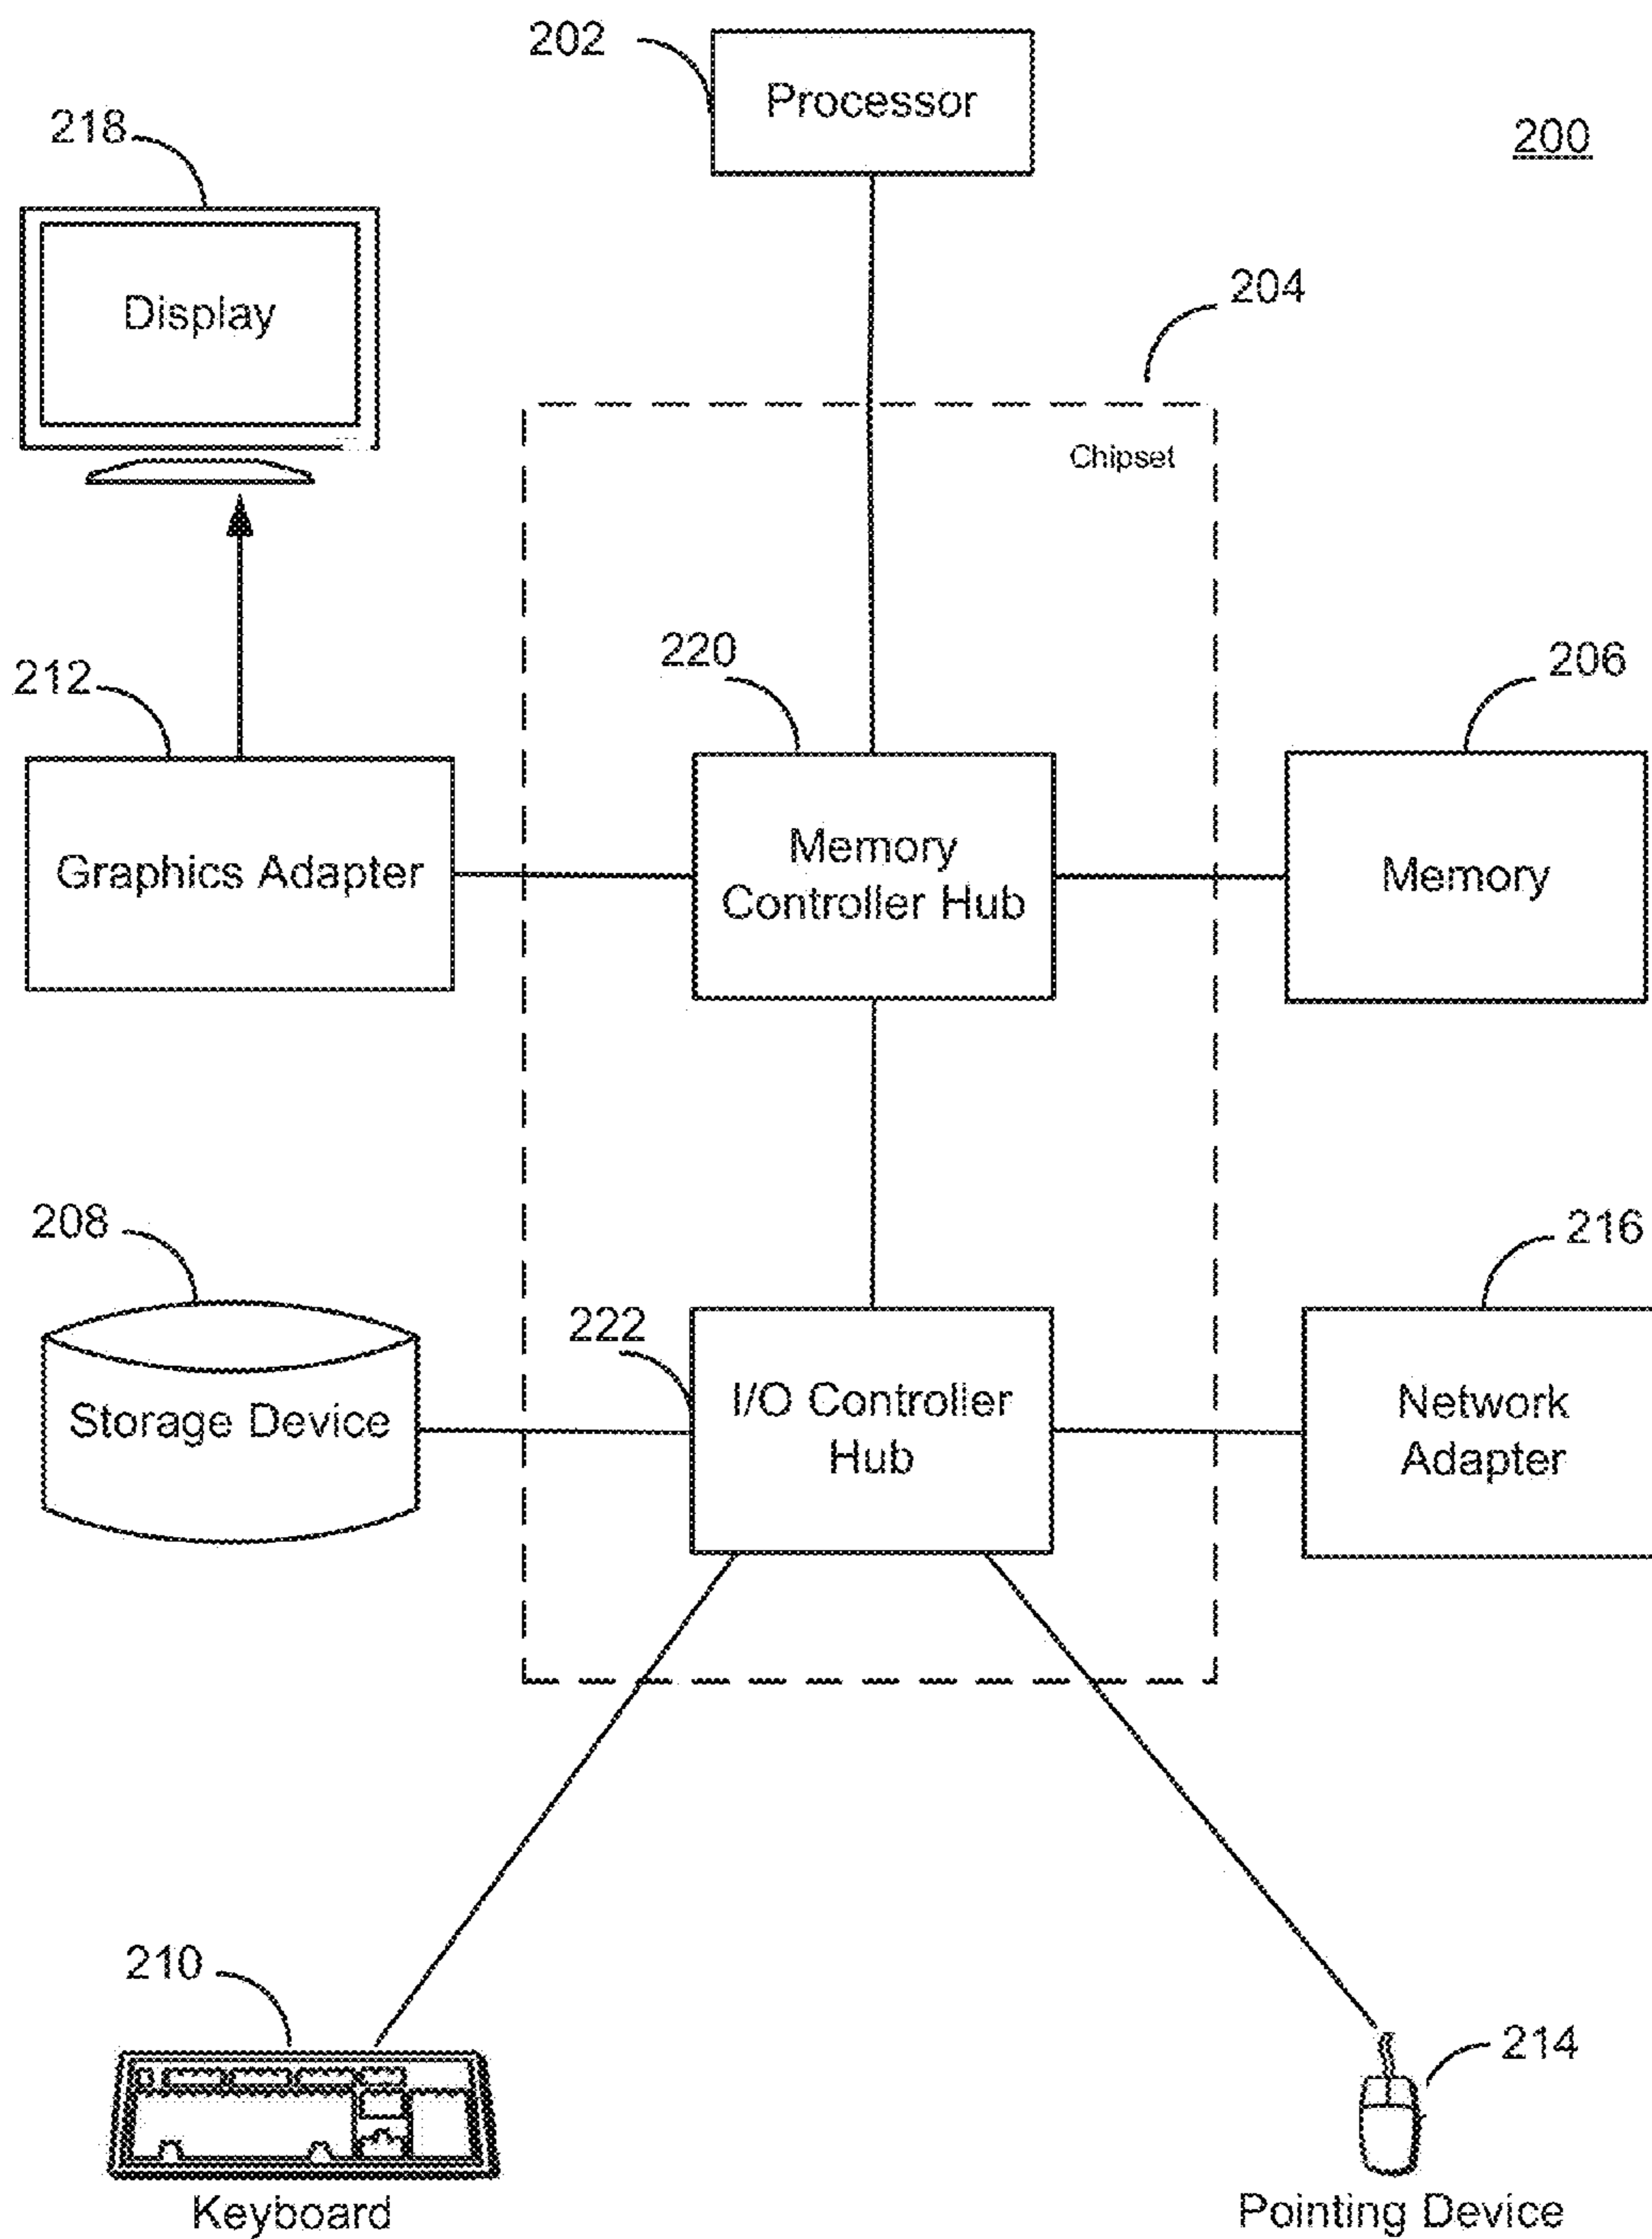 202
Processor
200
218
Display
204
Chipset
212
220
206
Graphics Adapter
Memory
Controller Hub
Memory
208
216
222
Storage Device
I/O Controller
Hub
Network
Adapter
210
214
Keyboard
Pointing Device